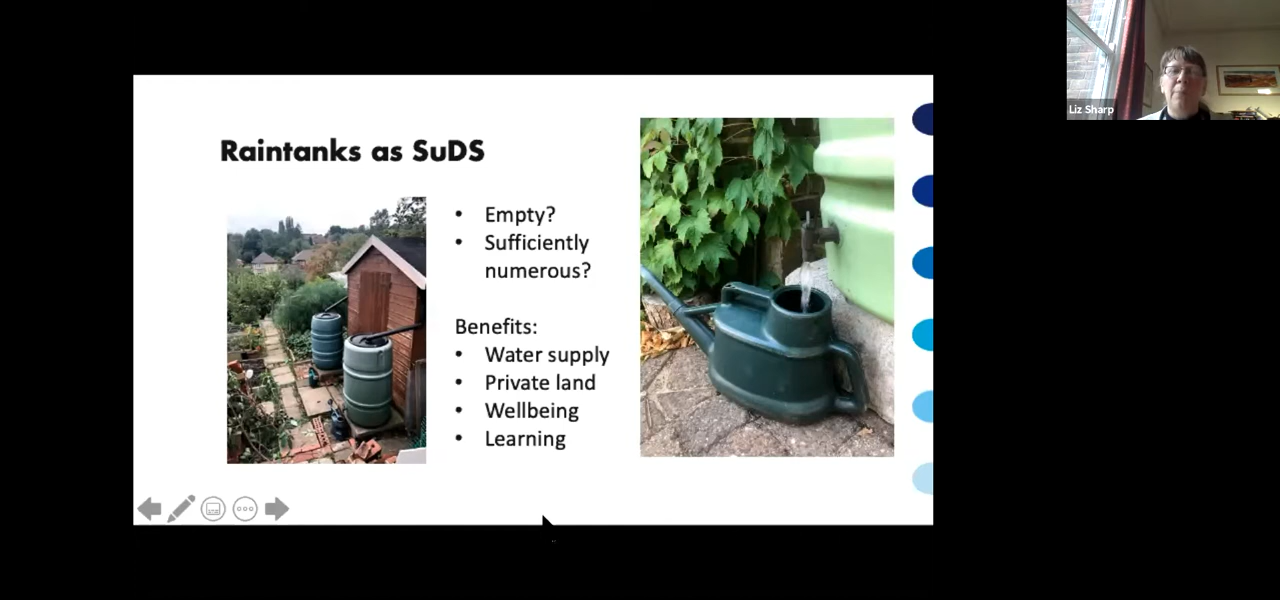 Liz Sharp
Raintanks as SuDS
• Empty?
• Sufficiently
numerous?
Benefits:
• Water supply
• Private land
• Wellbeing
• Learning